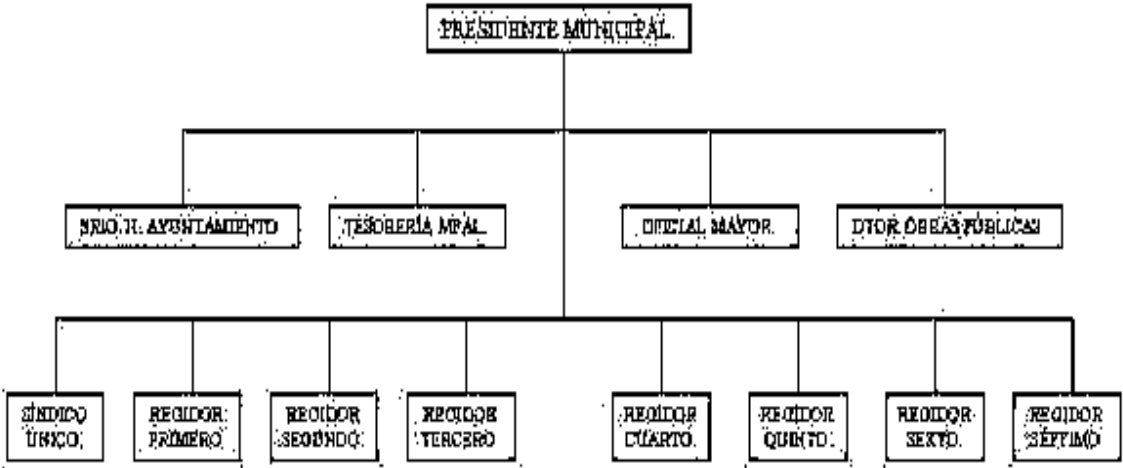 PRESIDENTE MUNICIPAL
SRIO. H. AYUNTAMIENTO
TESORERÍA MPAL.
OFICIAL MAYOR
DTOR OBRAS PÚBLICAS
SÍNDICO
ÚNICO
REGIDOR
PRIMERO
REGIDOR
SEGUNDO
REGIDOR
TERCERO
REGIDOR
CUARTO
REGIDOR
QUINTO
REGIDOR
SEXTO
REGIDOR
SÉPTIMO